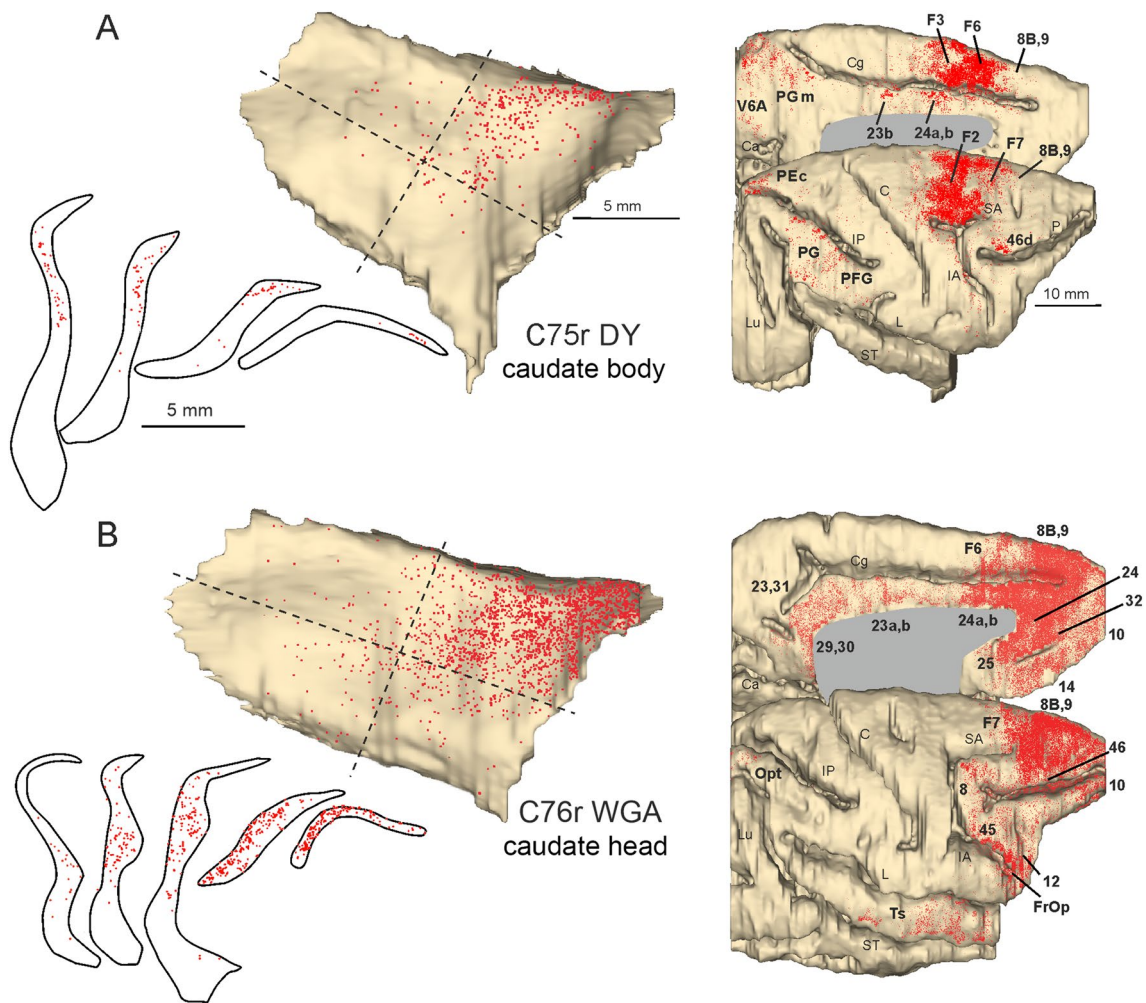 A
5 mm
C75r DY
caudate body
5 mm
F3
F6
8B,9
Cg
V6A
PGm
23b
24a,b
F2
F7
8B,9
Ca
PEc
C
SA
46d
P
IP
PG
PFG
IA
10 mm
Lu
L
ST
B
C76r WGA
caudate head
8B,9
F6
Cg
24
23,31
32
23a,b
24a,b
10
29,30
25
Ca
14
8B,9
F7
C
SA
46
Opt
IP
8
10
Lu
45
IA
L
12
FrOp
Ts
ST